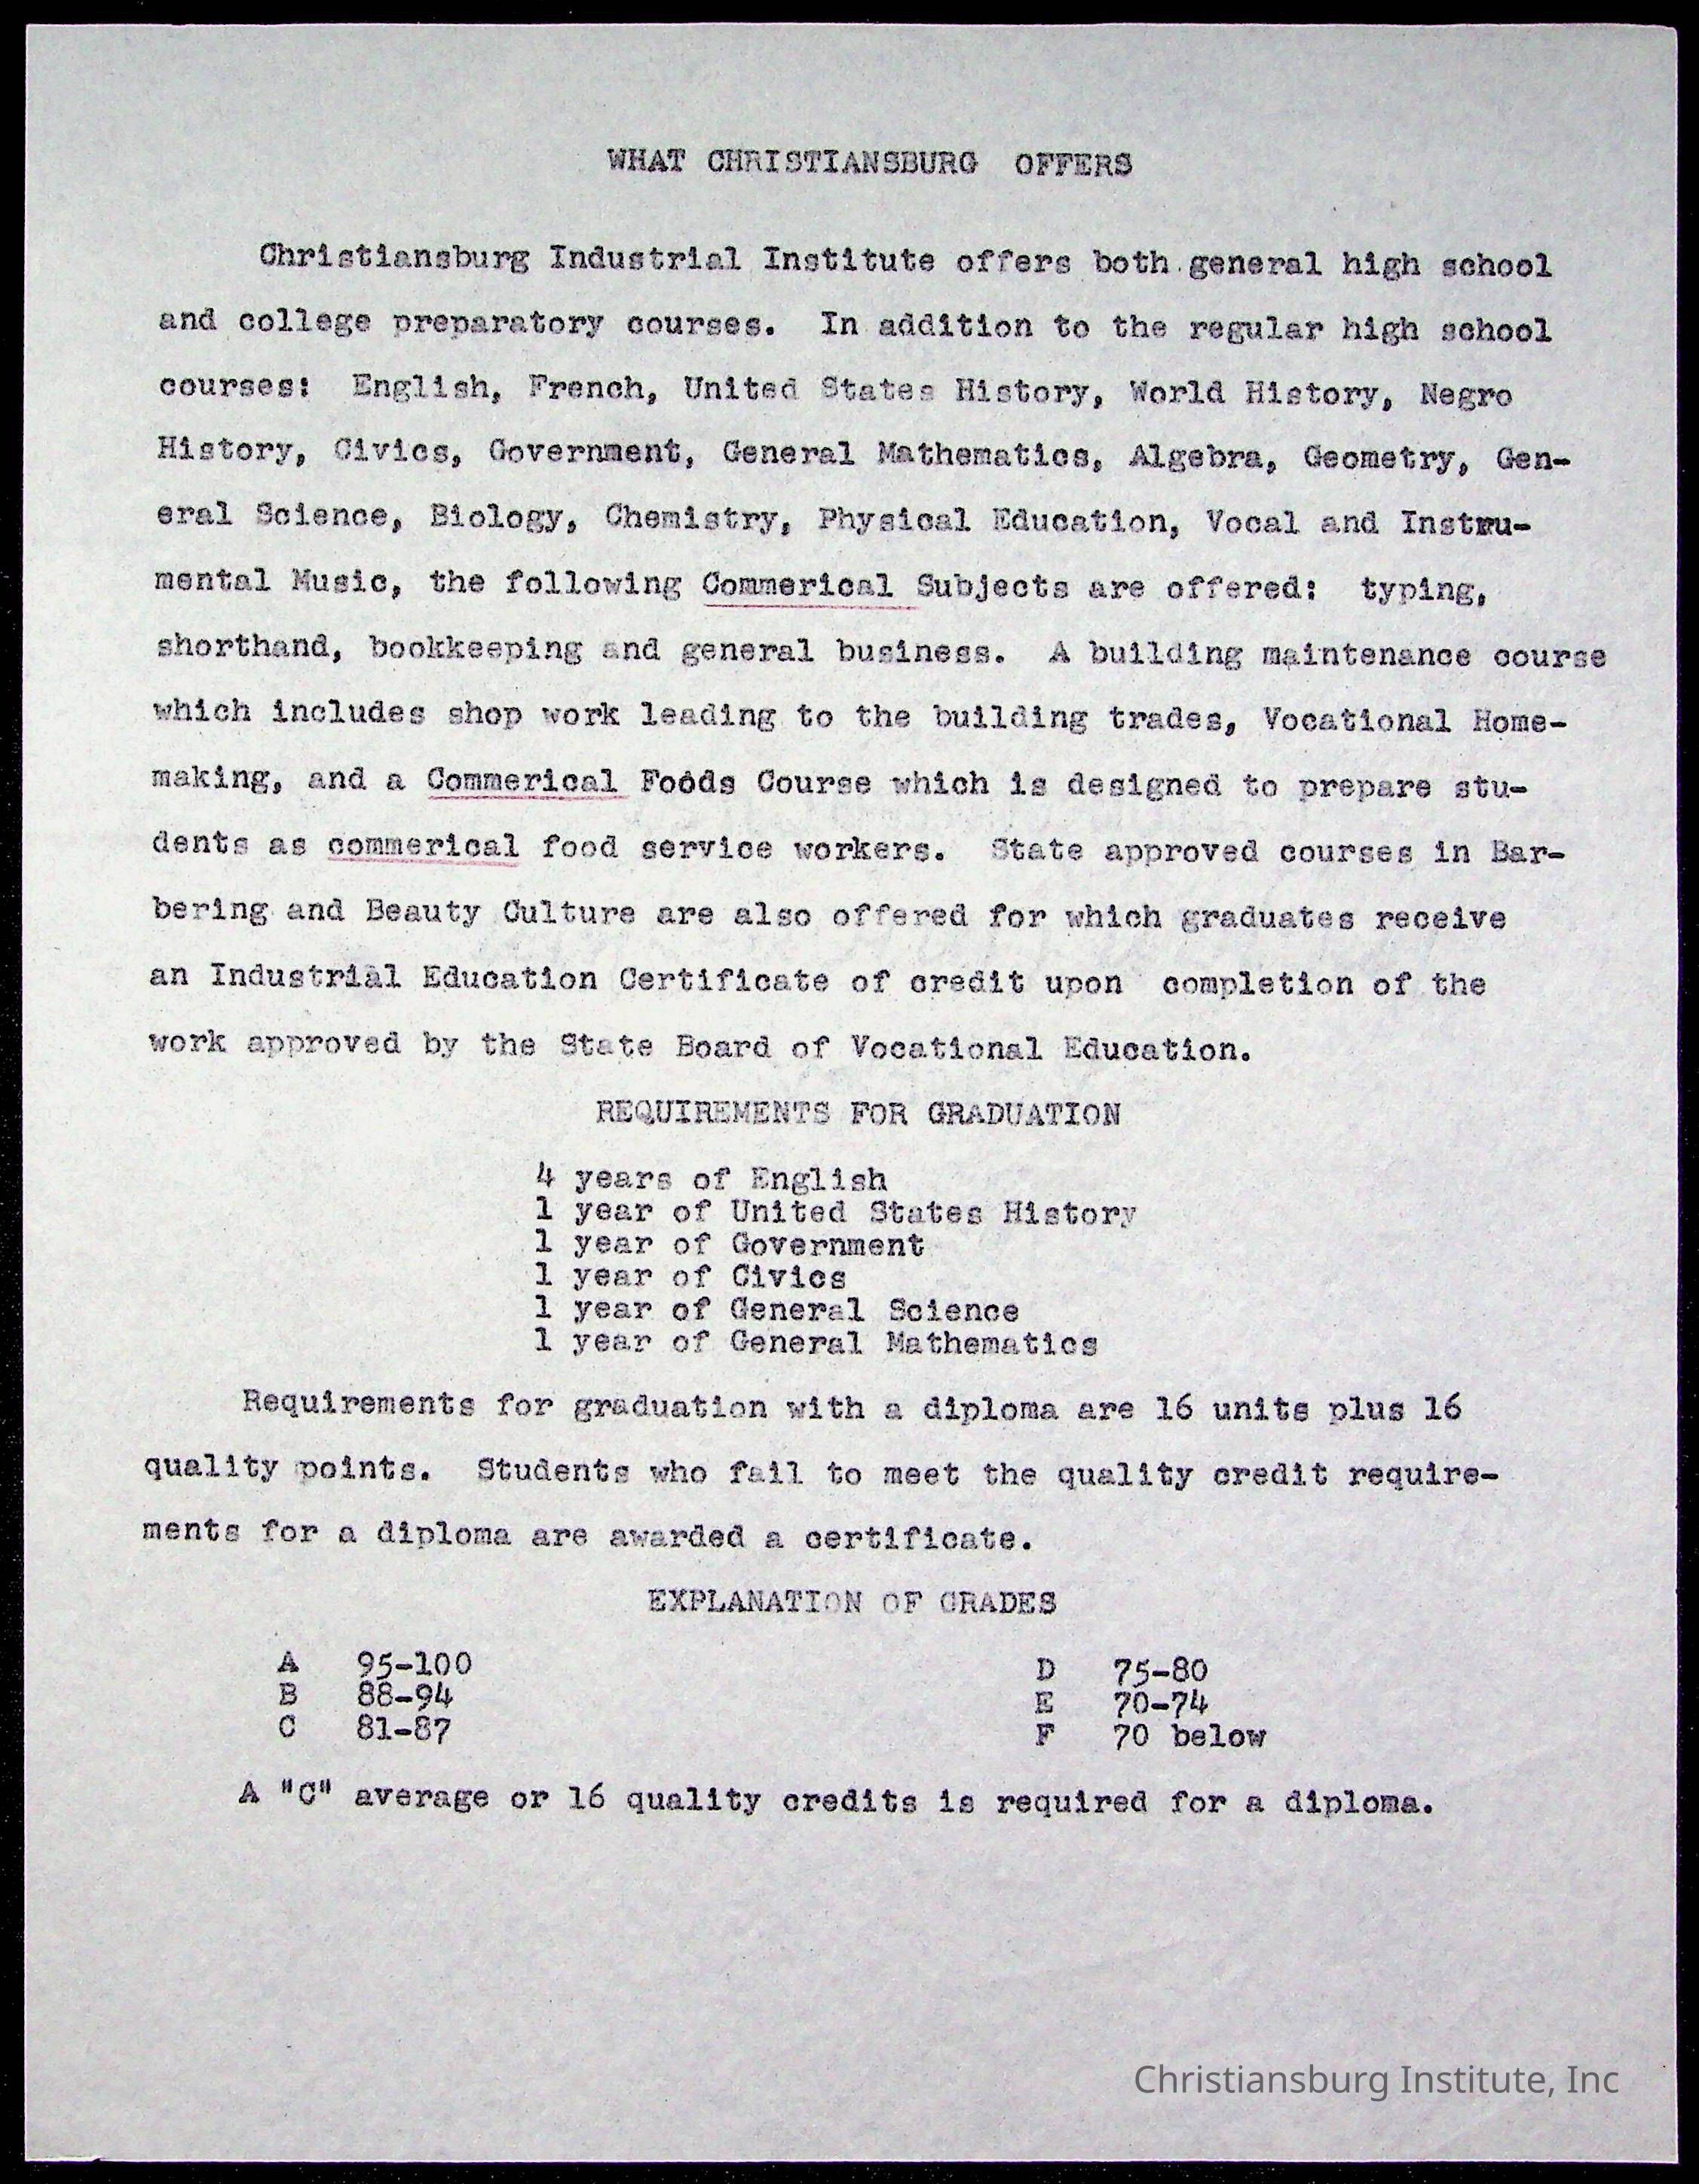 WHAT CHRISTIANSBURG OFFERS
Christiansburg Industrial Institute offers both general high school
and college preparatory courses. In addition to the regular high school
courses: English, French, United States History, World History, Negro
History, Civics, Government, General Mathematics, Algebra, Geometry, Gen-
eral Science, Biology, Chemistry, Physical Education, Vocal and Instru-
mental Music, the following Commerical Subjects are offered: typing,
shorthand, bookkeeping and general business. A building maintenance course
which includes shop work leading to the building trades, Vocational Home-
making, and a Commerical Foods Course which is designed to prepare stu-
dents as commerical food service workers. State approved courses in Bar-
bering and Beauty Culture are also offered for which graduates receive
an Industrial Education Certificate of credit upon completion of the
work approved by the State Board of Vocational Education.
REQUIREMENTS FOR GRADUATION
4 years of English
1 year of United States History
1 year of Government
1 year of Civics
1 year of General Science
1 year of General Mathematics
Requirements for graduation with a diploma are 16 units plus 16
quality points. Students who fail to meet the quality credit require-
ments for a diploma are awarded a certificate.
EXPLANATION OF GRADES
A 95-100 D 75-80
B 88-94 E 70-74
C 81-87 F 70 below
A "C" average or 16 quality credits is required for a diploma.
Christiansburg Institute, Inc